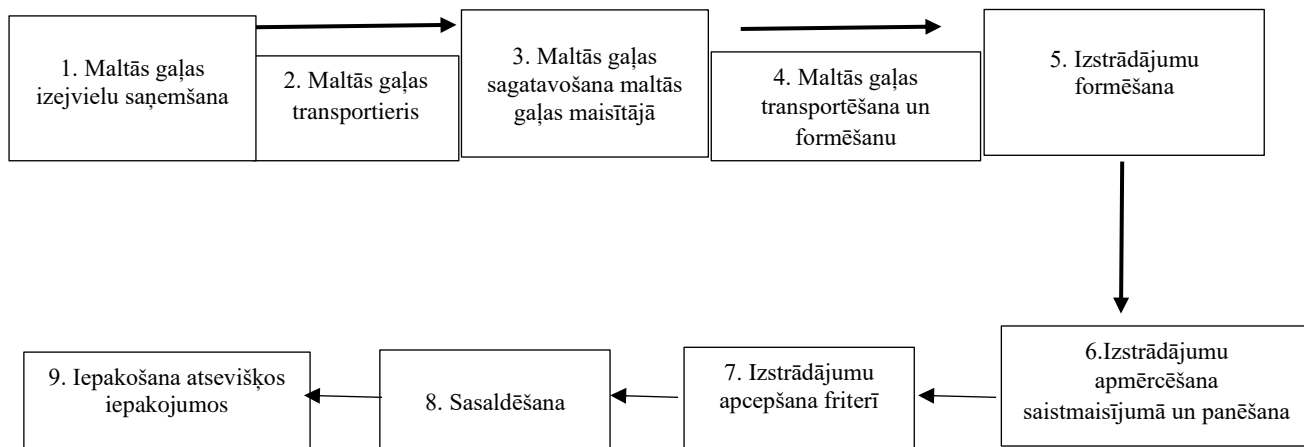 1. Maltās gaļas
izejvielu saņemšana
2. Maltās gaļas
transportieris
3. Maltās gaļas
sagatavošana maltās
gaļas maisītājā
4. Maltās gaļas
transportēšana un
formēšanu
5. Izstrādājumu
formēšana
6.Izstrādājumu
apmērcēšana
saistmaisījumā un panēšana
7. Izstrādājumu
apcepšana friterī
8. Sasaldēšana
9. Iepakošana atsevišķos
iepakojumos